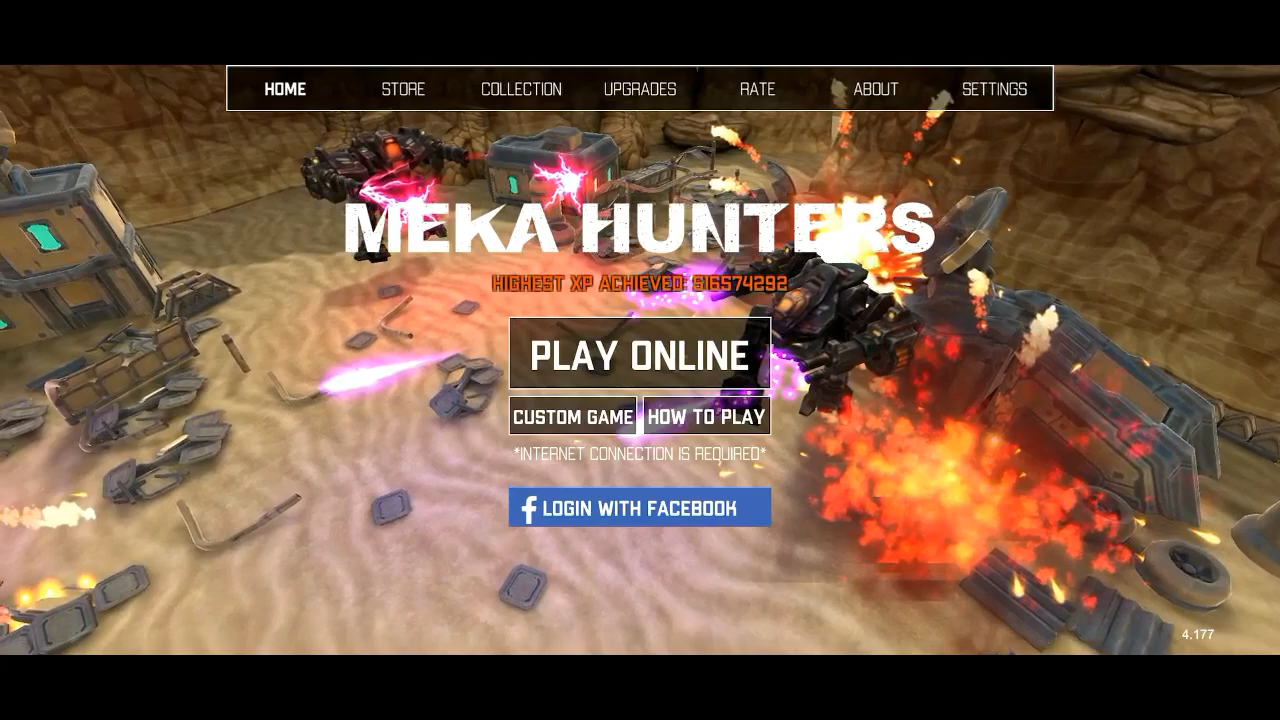 HOME STORE COLLECTION UPGRADES RATE ABOUT SETTINGS
MEKA HUNTERS
HIGHEST XP ACHIEVED: 516574292
PLAY ONLINE
CUSTOM GAME HOW TO PLAY
*INTERNET CONNECTION IS REQUIRED*
f LOGIN WITH FACEBOOK
4.177